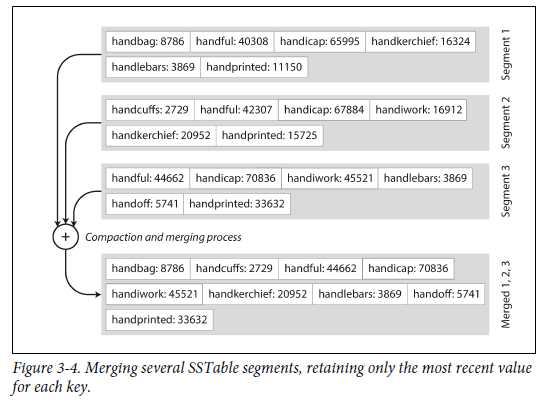 handbag: 8786 handful: 40308 handicap: 65995 handkerchief: 16324
handlebars: 3869 handprinted: 11150
Segment 1
handcuffs: 2729 handful: 42307 handicap: 67884 handiwork: 16912
handkerchief: 20952 handprinted: 15725
Segment 2
handful: 44662 handicap: 70836 handiwork: 45521 handlebars: 3869
handoff: 5741 handprinted: 33632
Segment 3
+ Compaction and merging process
handbag: 8786 handcuffs: 2729 handful: 44662 handicap: 70836
handiwork: 45521 handkerchief: 20952 handlebars: 3869 handoff: 5741
handprinted: 33632
Merged 1, 2, 3
Figure 3-4. Merging several SSTable segments, retaining only the most recent value
for each key.